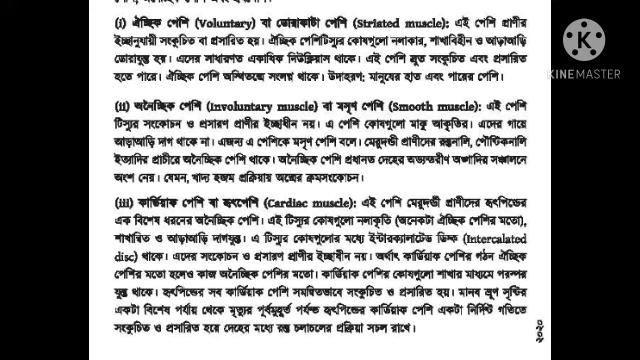 (i) ঐচ্ছিক পেশি (Voluntary) বা ডোরাকাটা পেশি (Striated muscle): এই পেশি প্রাণীর
ইচ্ছানুযায়ী সংকুচিত বা প্রসারিত হয়। ঐচ্ছিক পেশিটিস্যুর কোষগুলো নলাকার, শাখাবিহীন ও আড়াআড়ি
ডোরাযুক্ত হয়। এদের সাধারণত একাধিক নিউক্লিয়াস থাকে। এই পেশি দ্রুত সংকুচিত এবং প্রসারিত
হতে পারে। ঐচ্ছিক পেশি অস্থিতন্ত্রে সংলগ্ন থাকে। উদাহরণ: মানুষের হাত এবং পায়ের পেশি।
(ii) অনৈচ্ছিক পেশি (Involuntary muscle) বা মসৃণ পেশি (Smooth muscle): এই পেশি
টিস্যুর সংকোচন ও প্রসারণ প্রাণীর ইচ্ছাধীন নয়। এ পেশি কোষগুলো মাকু আকৃতির। এদের গায়ে
আড়াআড়ি দাগ থাকে না। এজন্য এ পেশিকে মসৃণ পেশি বলে। মেরুদণ্ডী প্রাণীদের রক্তনালি, পৌষ্টিকনালি
ইত্যাদির প্রাচীরে অনৈচ্ছিক পেশি থাকে। অনৈচ্ছিক পেশি প্রধানত দেহের অভ্যন্তরীণ অঙ্গাদির সঞ্চালনে
অংশ নেয়। যেমন, খাদ্য হজম প্রক্রিয়ায় অন্ত্রের ক্রমসংকোচন।
(iii) কার্ডিয়াক পেশি বা হৃৎপেশি (Cardiac muscle): এই পেশি মেরুদণ্ডী প্রাণীদের হৃৎপিণ্ডের
এক বিশেষ ধরনের অনৈচ্ছিক পেশি। এই টিস্যুর কোষগুলো নলাকৃতি (অনেকটা ঐচ্ছিক পেশির মতো),
শাখান্বিত ও আড়াআড়ি দাগযুক্ত। এ টিস্যুর কোষগুলোর মধ্যে ইন্টারক্যালাটেড ডিস্ক (Intercalated
disc) থাকে। এদের সংকোচন ও প্রসারণ প্রাণীর ইচ্ছাধীন নয়। অর্থাৎ কার্ডিয়াক পেশির গঠন ঐচ্ছিক
পেশির মতো হলেও কাজ অনৈচ্ছিক পেশির মতো। কার্ডিয়াক পেশির কোষগুলো শাখার মাধ্যমে পরস্পর
যুক্ত থাকে। হৃৎপিণ্ডের সব কার্ডিয়াক পেশি সমন্বিতভাবে সংকুচিত ও প্রসারিত হয়। মানব ভ্রূণ সৃষ্টির
একটা বিশেষ পর্যায় থেকে মৃত্যুর পূর্বমুহূর্ত পর্যন্ত হৃৎপিণ্ডের কার্ডিয়াক পেশি একটা নির্দিষ্ট গতিতে
সংকুচিত ও প্রসারিত হয়ে দেহের মধ্যে রক্ত চলাচলের প্রক্রিয়া সচল রাখে।
২০২০
KINEMASTER